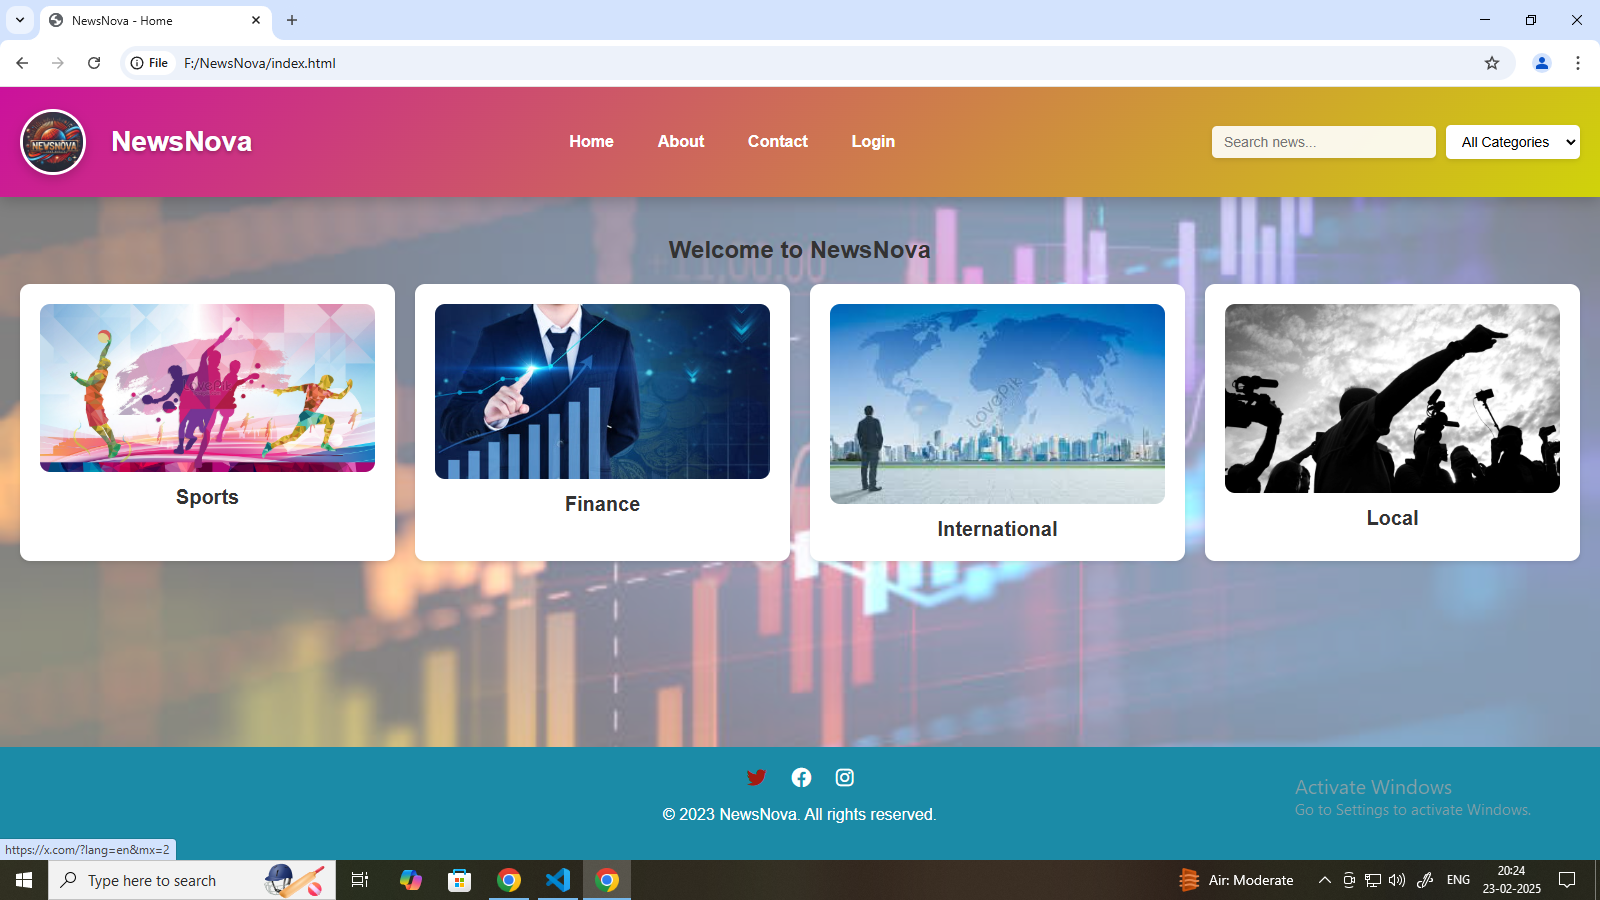 NewsNova - Home
File
F:/NewsNova/index.html
NEWSNOVA
NewsNova
Home
About
Contact
Login
Search news...
All Categories
Welcome to NewsNova
Sports
Finance
LovePik
International
Local
© 2023 NewsNova. All rights reserved.
Activate Windows
Go to Settings to activate Windows.
https://x.com/?lang=en&mx=2
Type here to search
Air: Moderate
ENG
20:24
23-02-2025